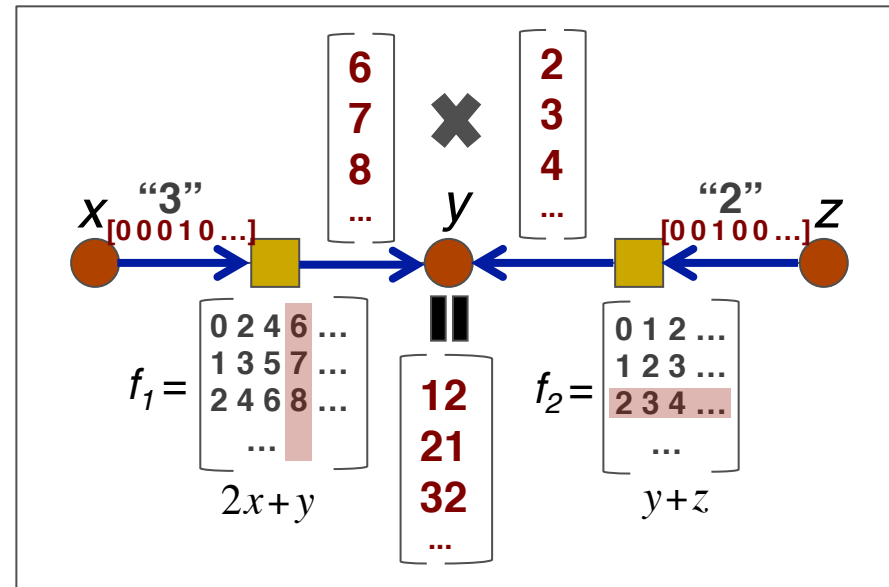 6
7
8
...
×
2
3
4
...
x
“3”
[0 0 0 1 0 ...]
y
“2”
[0 0 1 0 0 ...]
z
=
f1 =
0 2 4 6 ...
1 3 5 7 ...
2 4 6 8 ...
...
2x+y
12
21
32
...
f2 =
0 1 2 ...
1 2 3 ...
2 3 4 ...
...
y+z